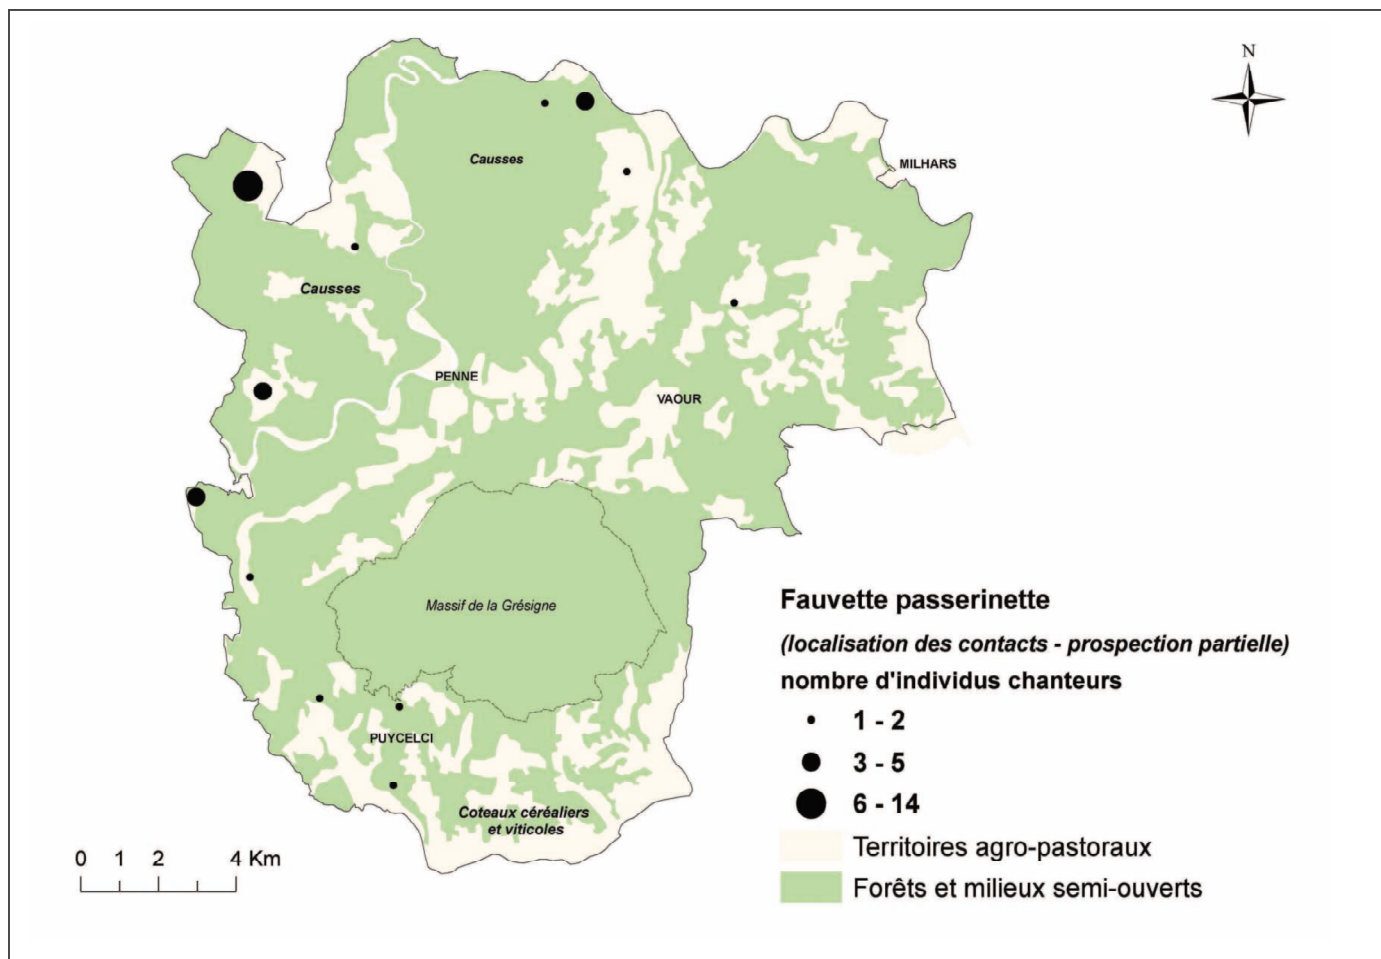 N
Causses
MILHARS
Causses
PENNE
VAOUR
Massif de la Grésigne
PUYCELCI
Coteaux céréaliers
et viticoles
Fauvette passerinette
(localisation des contacts - prospection partielle)
nombre d'individus chanteurs
1 - 2
3 - 5
6 - 14
Territoires agro-pastoraux
Forêts et milieux semi-ouverts
0 1 2 4 Km